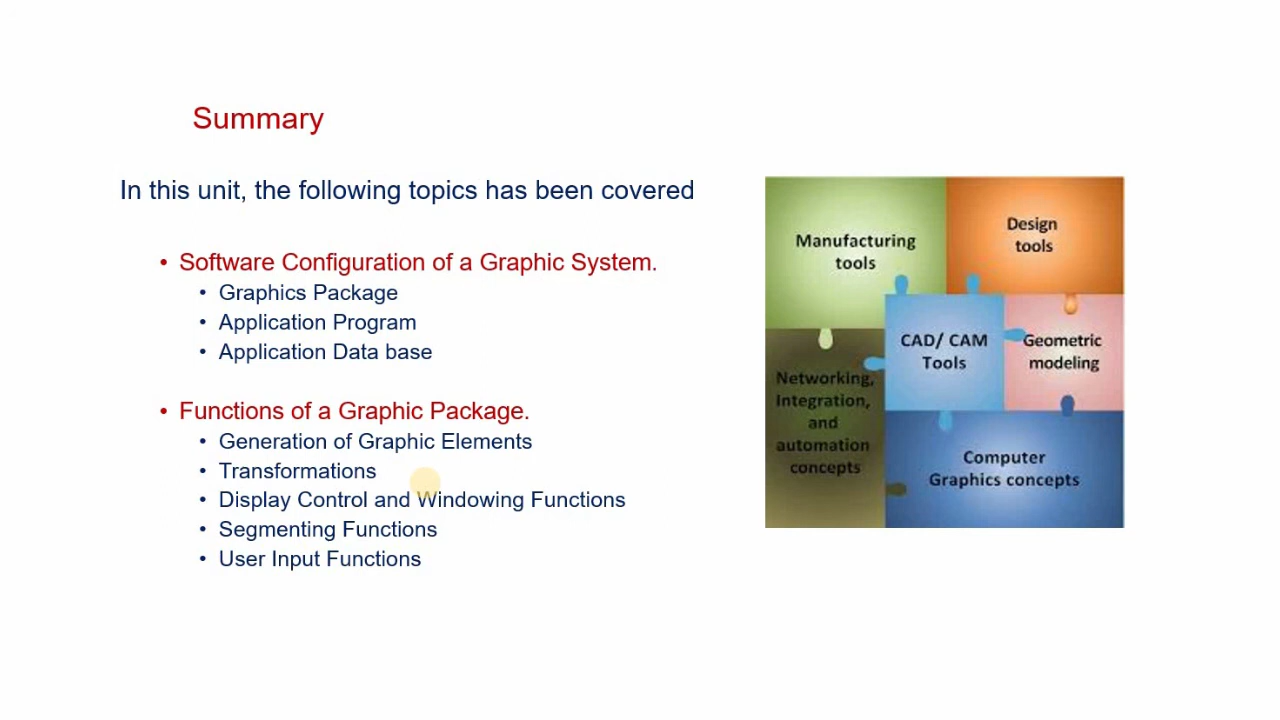 Summary
In this unit, the following topics has been covered
• Software Configuration of a Graphic System.
• Graphics Package
• Application Program
• Application Data base
• Functions of a Graphic Package.
• Generation of Graphic Elements
• Transformations
• Display Control and Windowing Functions
• Segmenting Functions
• User Input Functions
Manufacturing
tools
Design
tools
CAD/ CAM
Tools
Geometric
modeling
Networking,
Integration,
and
automation
concepts
Computer
Graphics concepts